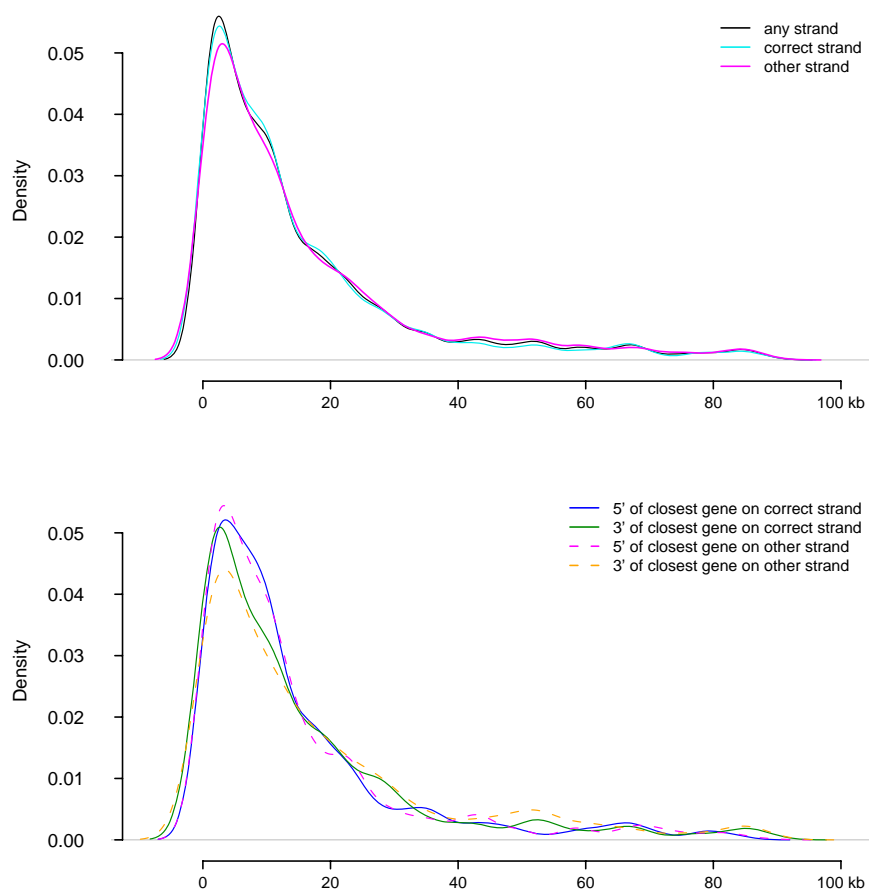 any strand
correct strand
other strand
Density
0.05
0.04
0.03
0.02
0.01
0.00
0 20 40 60 80 100 kb
5’ of closest gene on correct strand
3’ of closest gene on correct strand
5’ of closest gene on other strand
3’ of closest gene on other strand
Density
0.05
0.04
0.03
0.02
0.01
0.00
0 20 40 60 80 100 kb